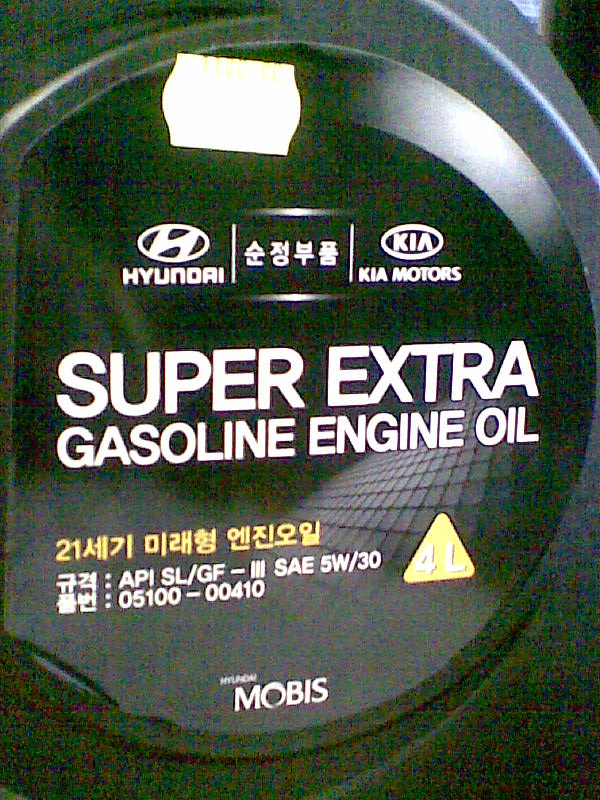 HYUNDAI
순정부품
KIA
KIA MOTORS
SUPER EXTRA
GASOLINE ENGINE OIL
21세기 미래형 엔진오일
규격 : API SL/GF - III SAE 5W/30
품번 : 05100 - 00410
4 L
HYUNDAI
MOBIS